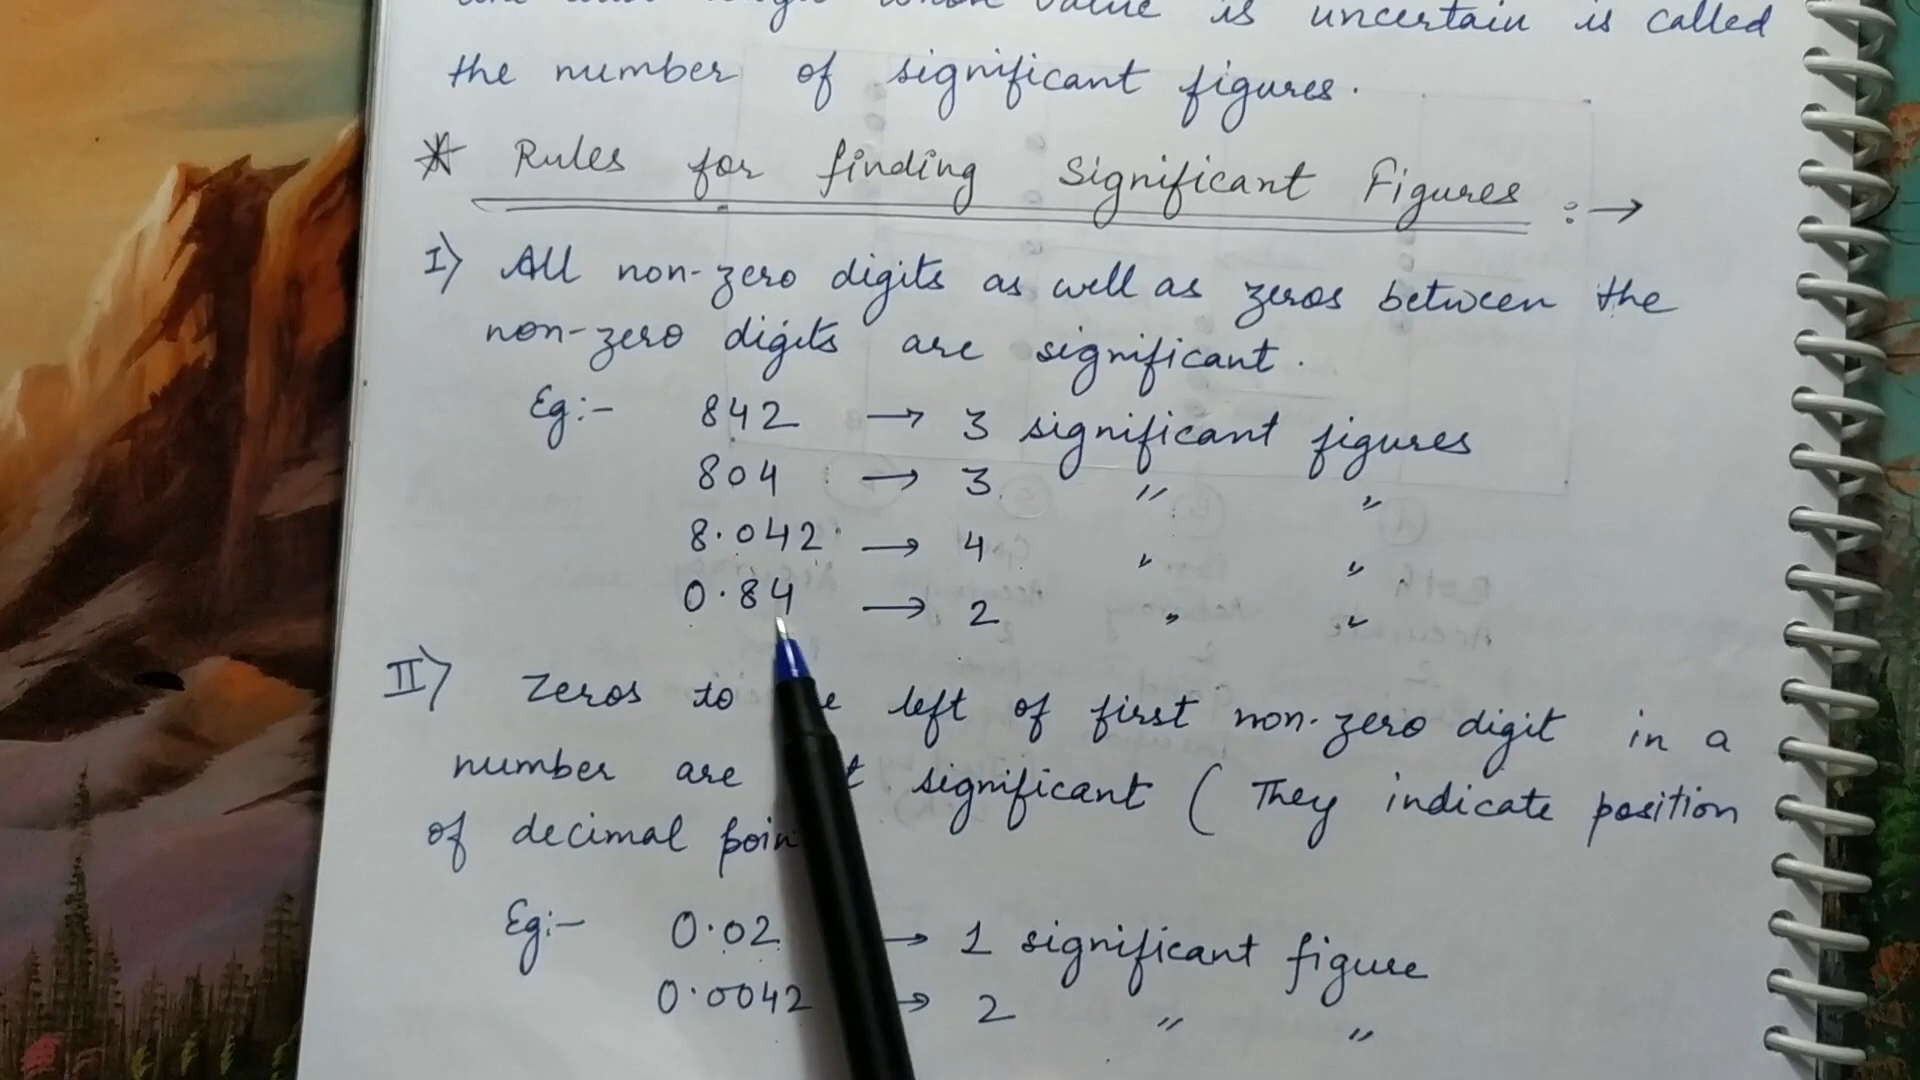 value is uncertain is called
the number of significant figures.
* Rules for finding Significant Figures :→
I) All non-zero digits as well as zeros between the
non-zero digits are significant.
Eg:- 842 → 3 significant figures
804 → 3 " "
8.042 → 4 " "
0.84 → 2 " "
II) Zeros to left of first non-zero digit in a
number are significant ( They indicate position
of decimal
Eg:- 0.02 → 1 significant figure
0.0042 → 2 " "